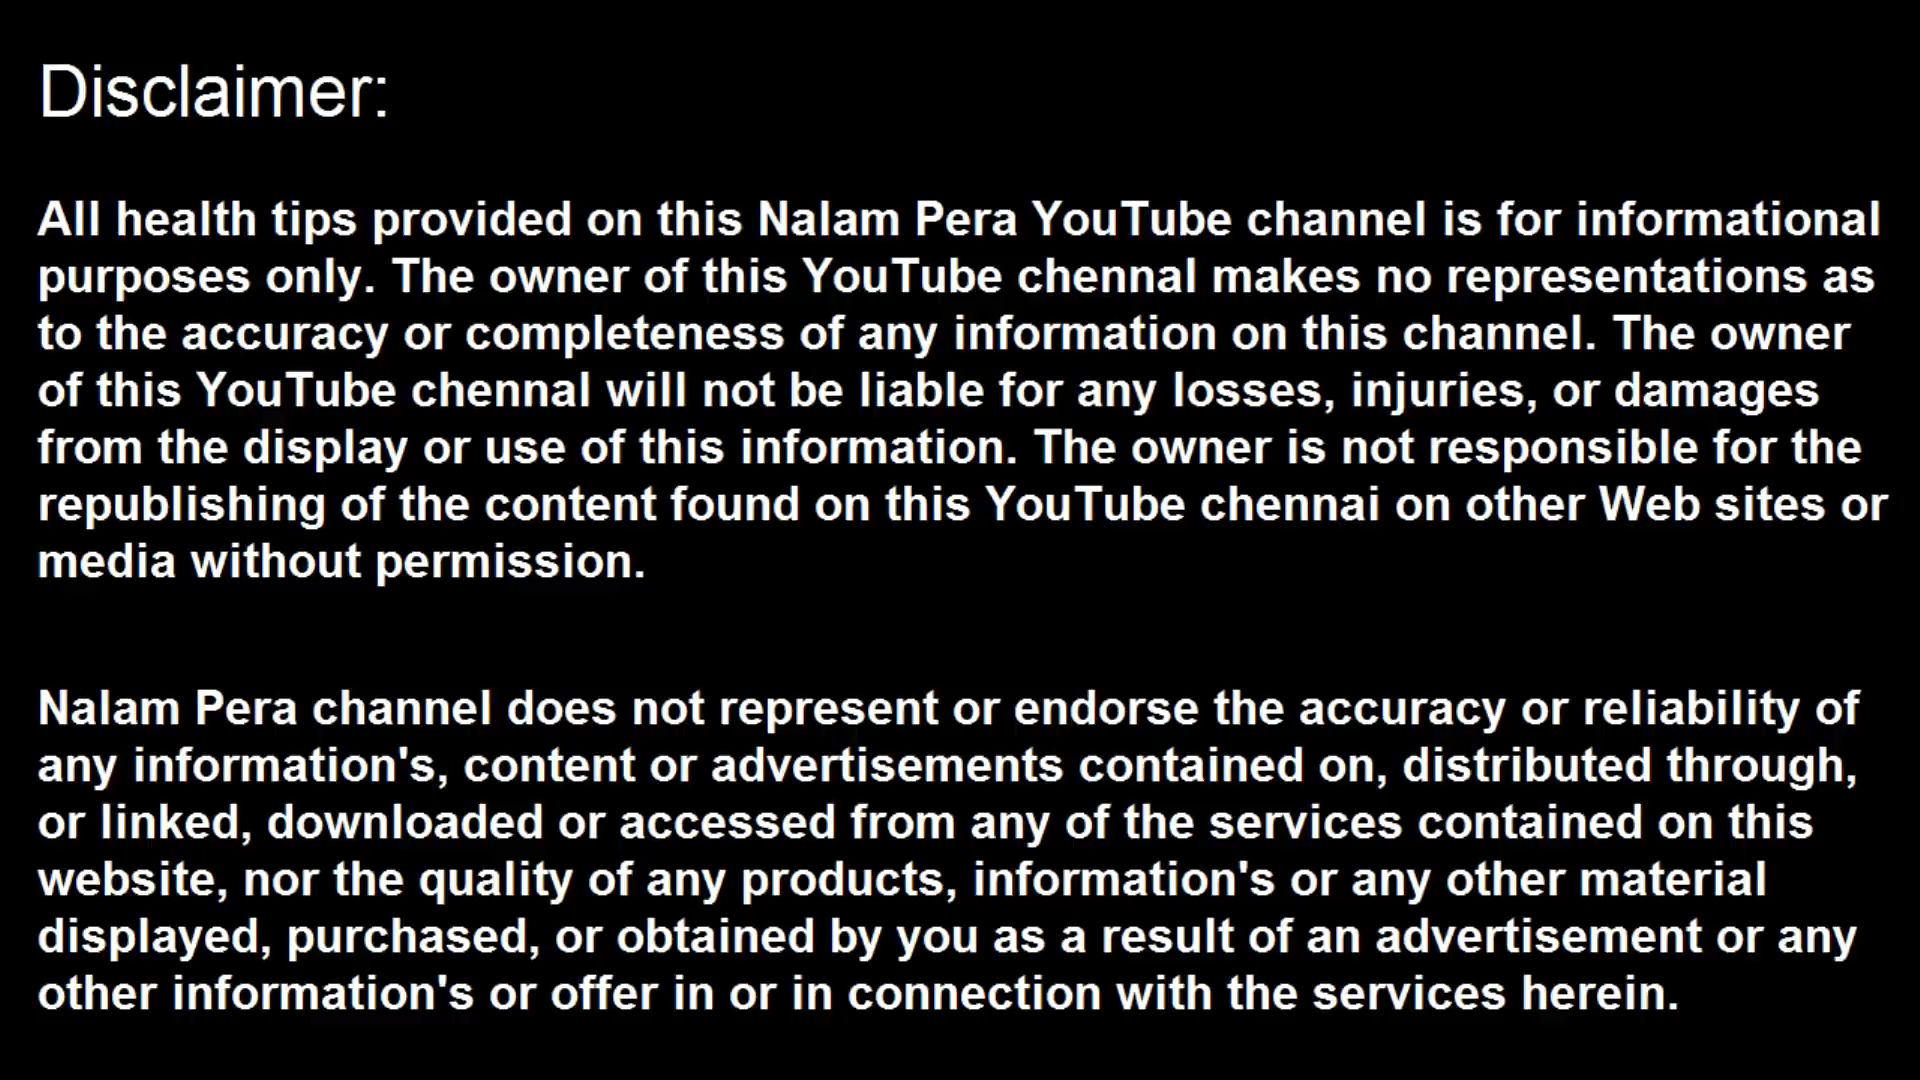 Disclaimer:
All health tips provided on this Nalam Pera YouTube channel is for informational
purposes only. The owner of this YouTube chennal makes no representations as
to the accuracy or completeness of any information on this channel. The owner
of this YouTube chennal will not be liable for any losses, injuries, or damages
from the display or use of this information. The owner is not responsible for the
republishing of the content found on this YouTube chennai on other Web sites or
media without permission.
Nalam Pera channel does not represent or endorse the accuracy or reliability of
any information's, content or advertisements contained on, distributed through,
or linked, downloaded or accessed from any of the services contained on this
website, nor the quality of any products, information's or any other material
displayed, purchased, or obtained by you as a result of an advertisement or any
other information's or offer in or in connection with the services herein.